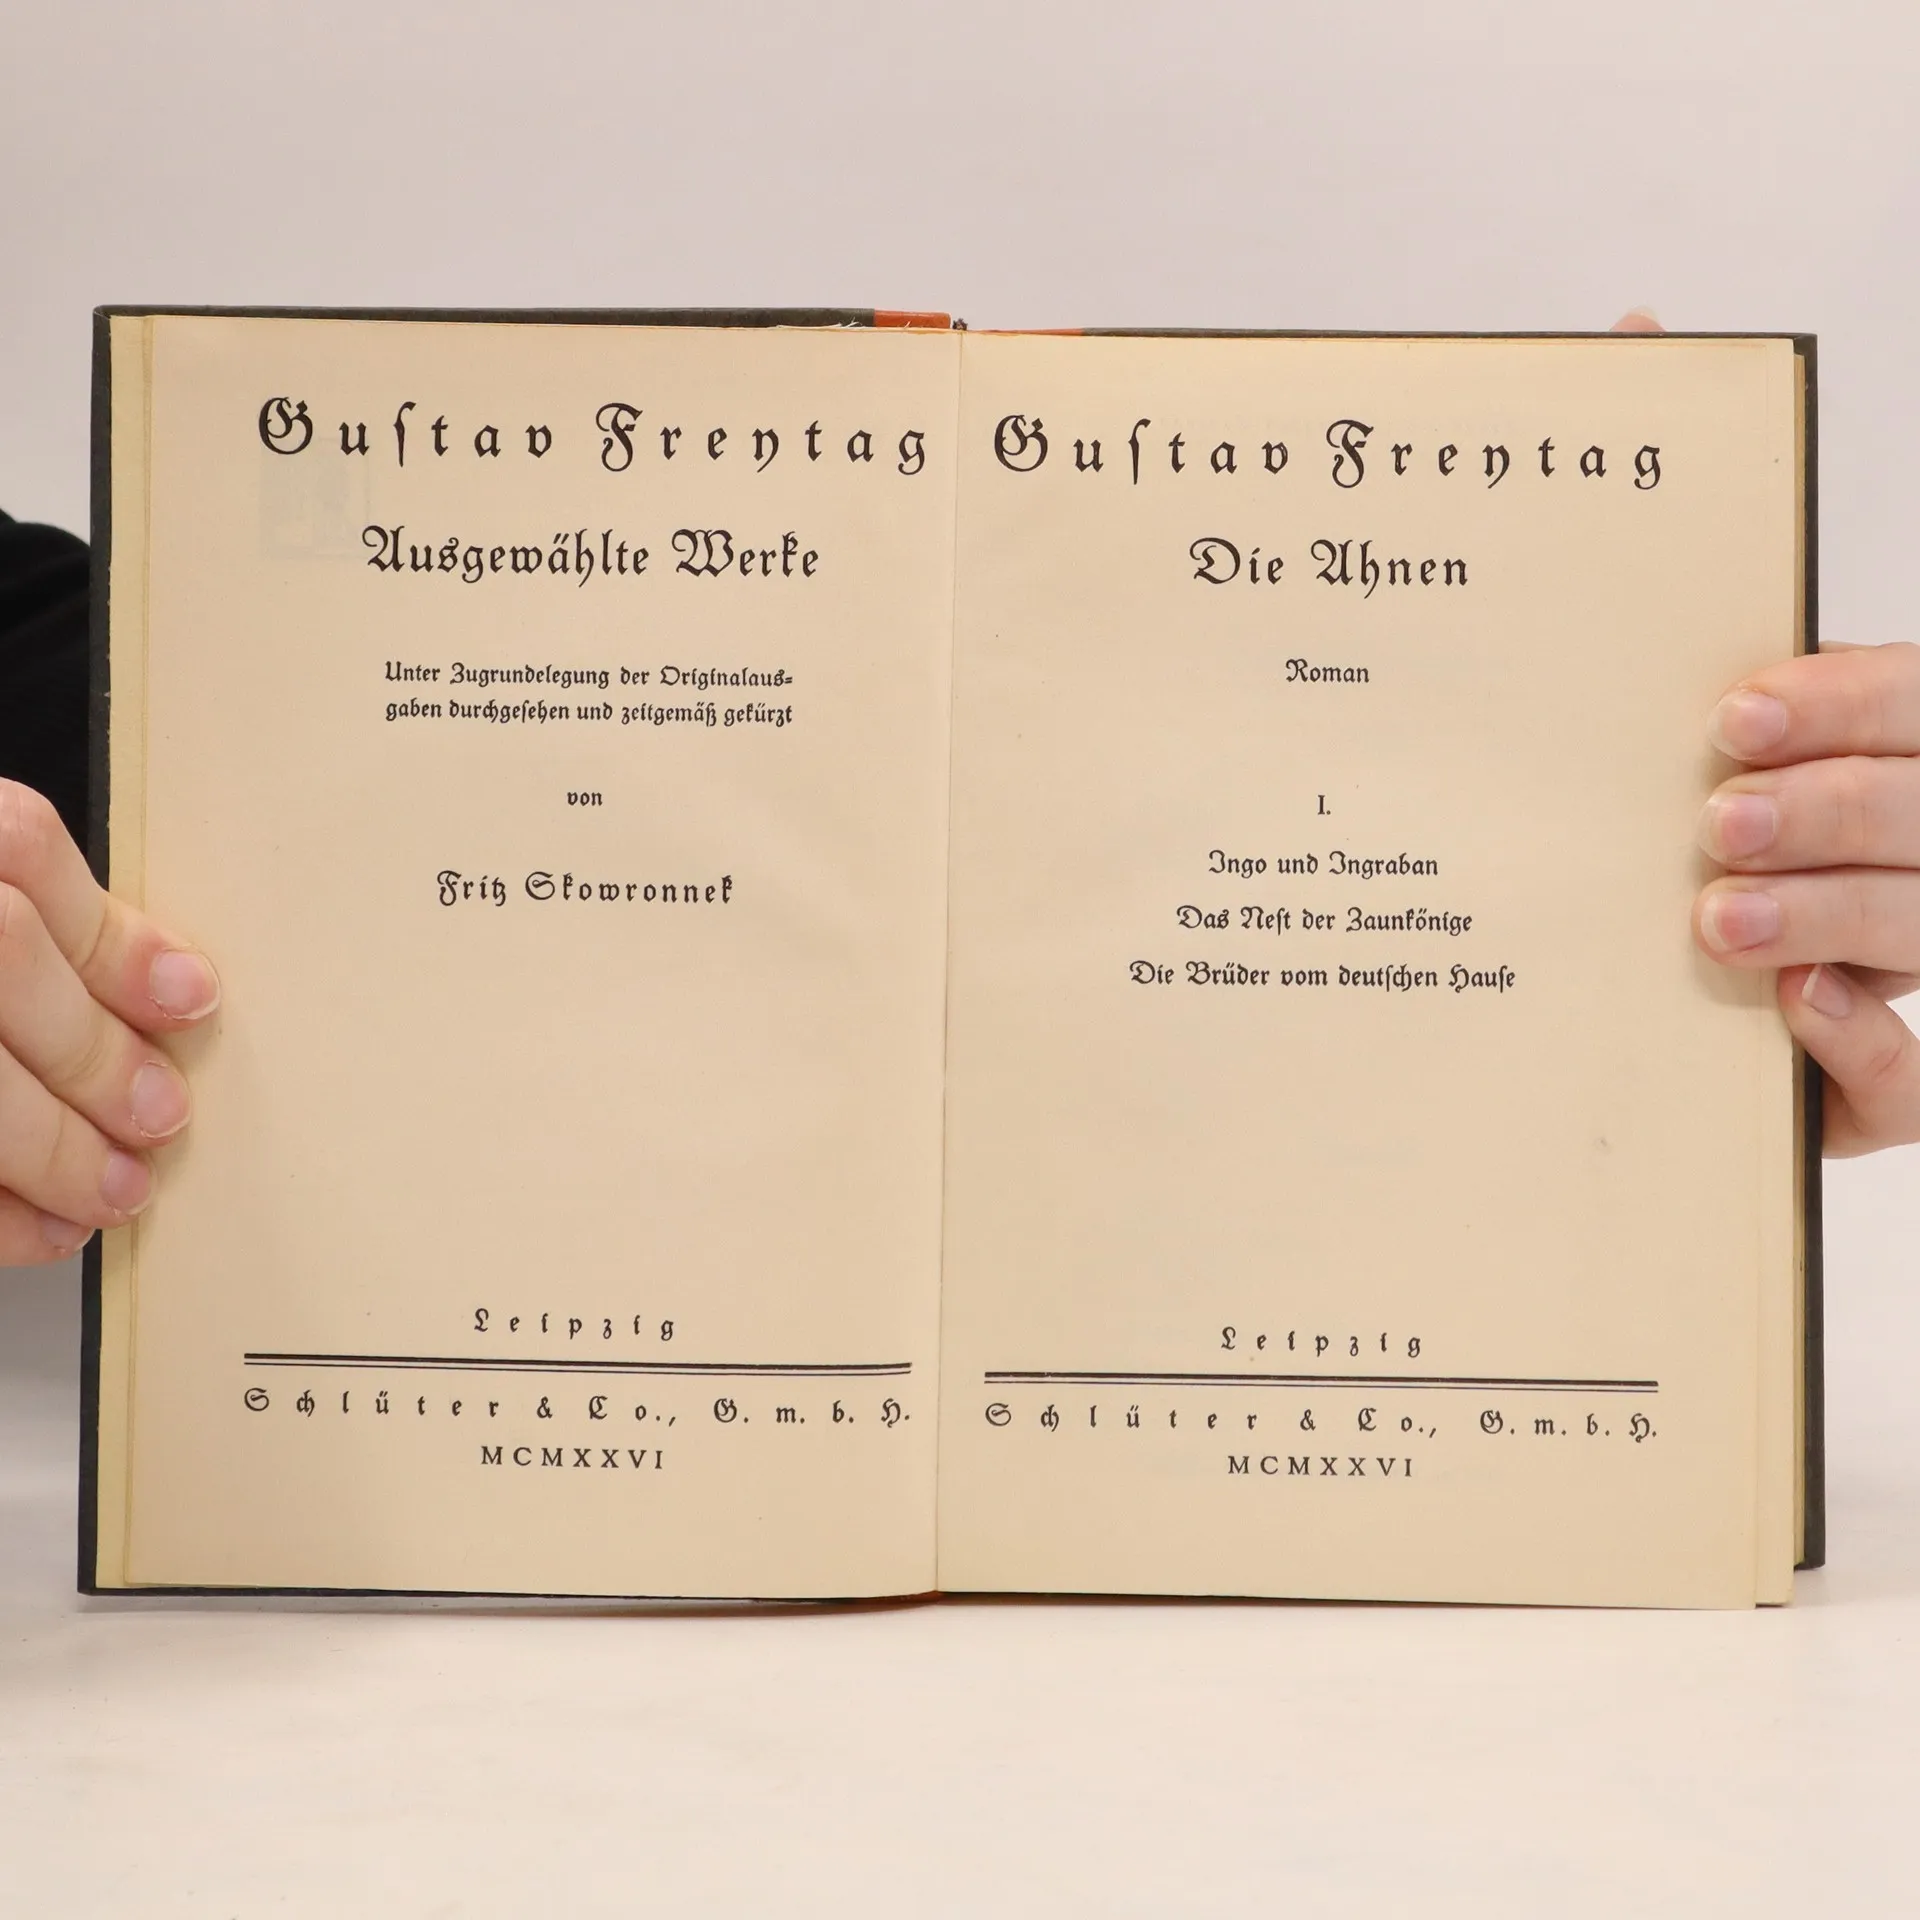 Guſtav Freytag
Ausgewählte Werke
Unter Zugrundelegung der Originalaus⸗
gaben durchgeſehen und zeitgemäß gekürzt
von
Fritz Skowronnek
Leipzig
Schlüter & Co., G. m. b. H.
MCMXXVI
Guſtav Freytag
Die Ahnen
Roman
I.
Ingo und Ingraban
Das Neſt der Zaunkönige
Die Brüder vom deutſchen Hauſe
Leipzig
Schlüter & Co., G. m. b. H.
MCMXXVI